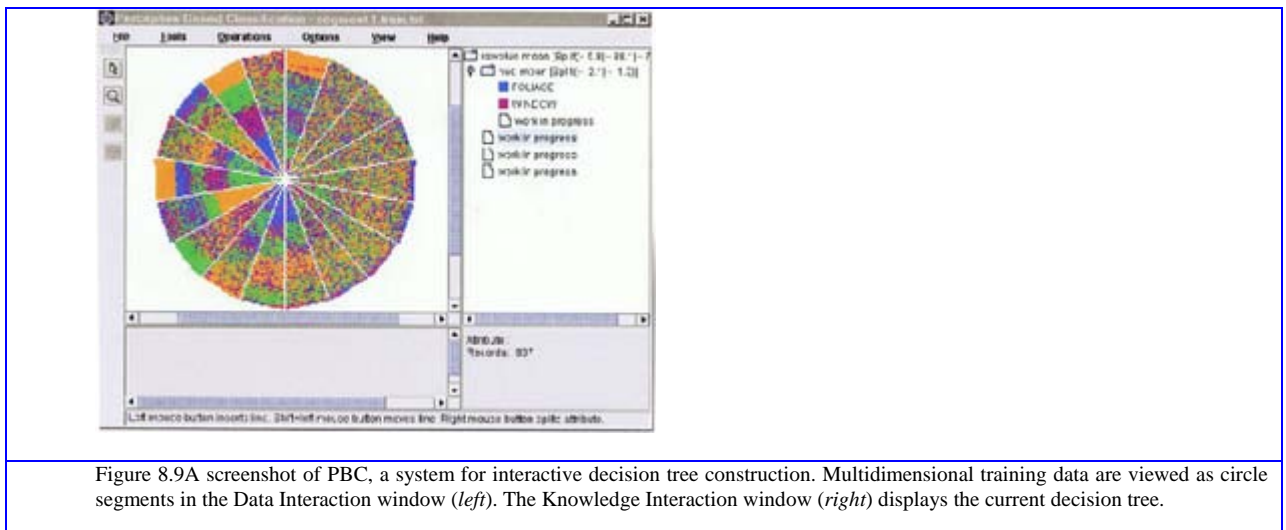 Tools Operations Options View Help
FOLIAGE
WINDOW
work in progress
work in progress
work in progress
work in progress
Attribute:
Records:
Left mouse button inserts line. Shift+left mouse button moves line. Right mouse button splits attribute.
Figure 8.9A screenshot of PBC, a system for interactive decision tree construction. Multidimensional training data are viewed as circle
segments in the Data Interaction window (left). The Knowledge Interaction window (right) displays the current decision tree.